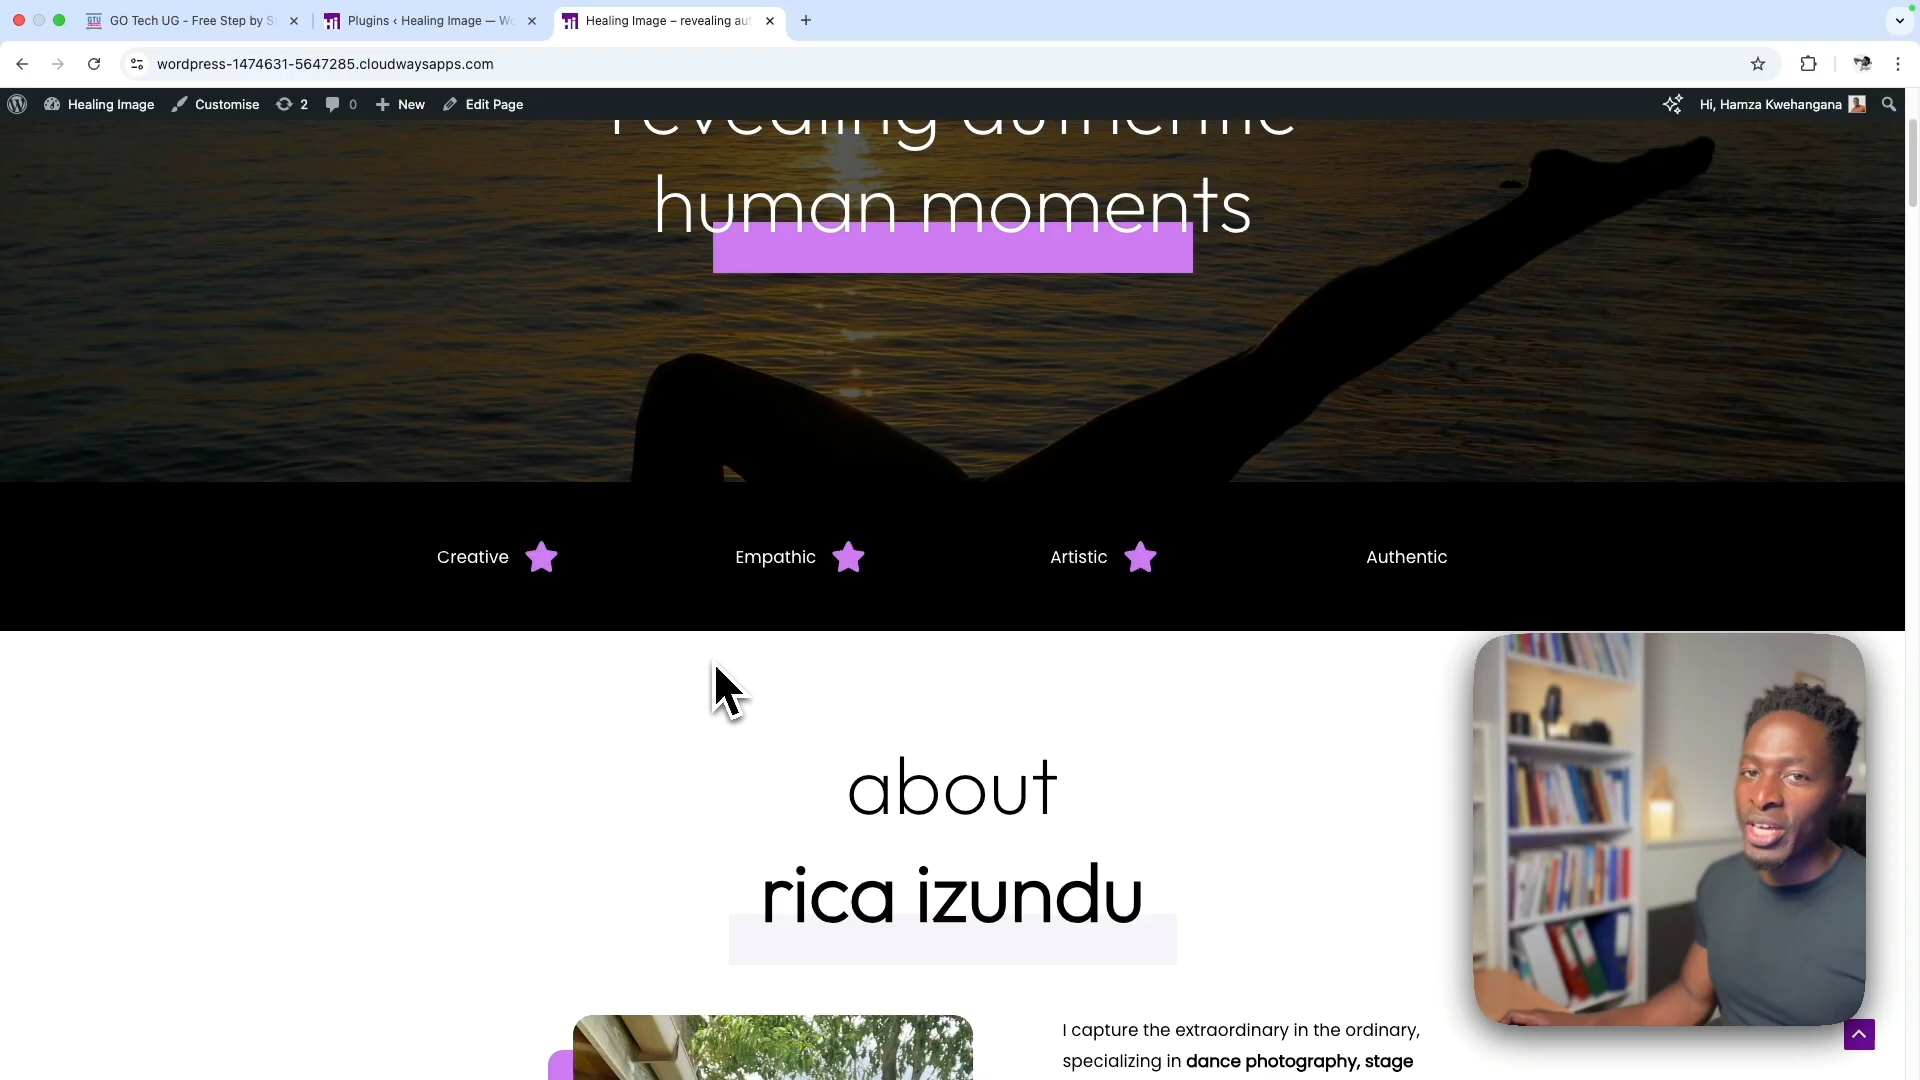 GO Tech UG - Free Step by S
Plugins ‹ Healing Image — Wo
Healing Image – revealing aut
wordpress-1474631-5647285.cloudwaysapps.com
Healing Image
Customise
2
0
New
Edit Page
Hi, Hamza Kwehangana
revealing authentic
human moments
Creative
Empathic
Artistic
Authentic
about
rica izundu
I capture the extraordinary in the ordinary,
specializing in dance photography, stage